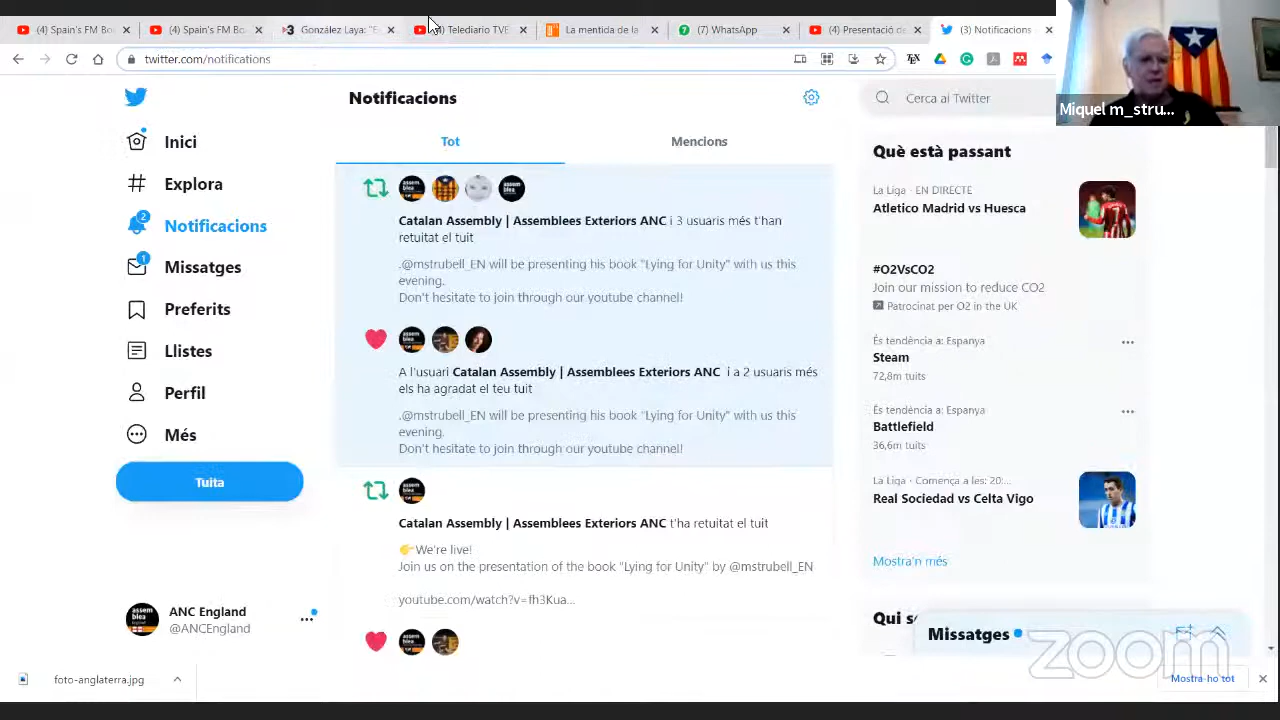 (4) Spain's FM Bo
(4) Spain's FM B
González Laya: "E
Telediario TVE
La mentida de la
(7) WhatsApp
(4) Presentació d
(3) Notificacions
twitter.com/notifications
Miquel m_stru...
Inici
Explora
2
Notificacions
1
Missatges
Preferits
Llistes
Perfil
Més
Tuita
ANC England
@ANCEngland
Notificacions
Tot
Mencions
Catalan Assembly | Assemblees Exteriors ANC i 3 usuaris més t'han
retuitat el tuit
.@mstrubell_EN will be presenting his book "Lying for Unity" with us this
evening.
Don't hesitate to join through our youtube channel!
A l'usuari Catalan Assembly | Assemblees Exteriors ANC i a 2 usuaris més
els ha agradat el teu tuit
.@mstrubell_EN will be presenting his book "Lying for Unity" with us this
evening.
Don't hesitate to join through our youtube channel!
Catalan Assembly | Assemblees Exteriors ANC t'ha retuitat el tuit
👉We're live!
Join us on the presentation of the book "Lying for Unity" by @mstrubell_EN
youtube.com/watch?v=fh3Kua...
Cerca al Twitter
Què està passant
La Liga · EN DIRECTE
Atletico Madrid vs Huesca
#O2VsCO2
Join our mission to reduce CO2
Patrocinat per O2 in the UK
És tendència a: Espanya
Steam
72,8m tuits
És tendència a: Espanya
Battlefield
36,6m tuits
La Liga · Comença a les: 20:...
Real Sociedad vs Celta Vigo
Mostra'n més
Qui s
Missatges
zoom
foto-anglaterra.jpg
Mostra-ho tot